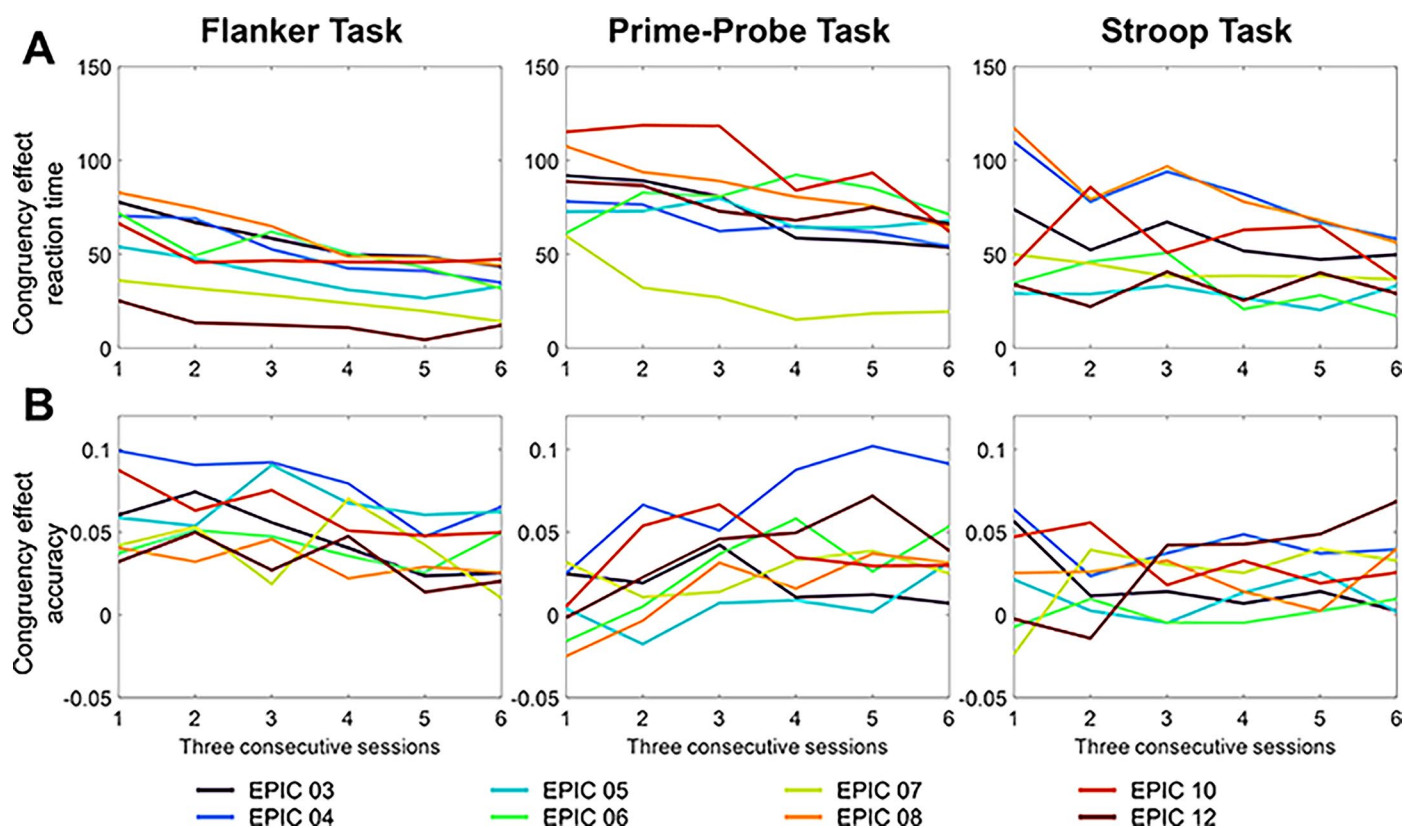 Flanker Task Prime-Probe Task Stroop Task
A
Congruency effect
reaction time
150 150 150
100 100 100
50 50 50
0 0 0
1 2 3 4 5 6 1 2 3 4 5 6 1 2 3 4 5 6
B
Congruency effect
accuracy
0.1 0.1 0.1
0.05 0.05 0.05
0 0 0
-0.05 -0.05 -0.05
1 2 3 4 5 6 1 2 3 4 5 6 1 2 3 4 5 6
Three consecutive sessions Three consecutive sessions Three consecutive sessions
EPIC 03 EPIC 05 EPIC 07 EPIC 10
EPIC 04 EPIC 06 EPIC 08 EPIC 12